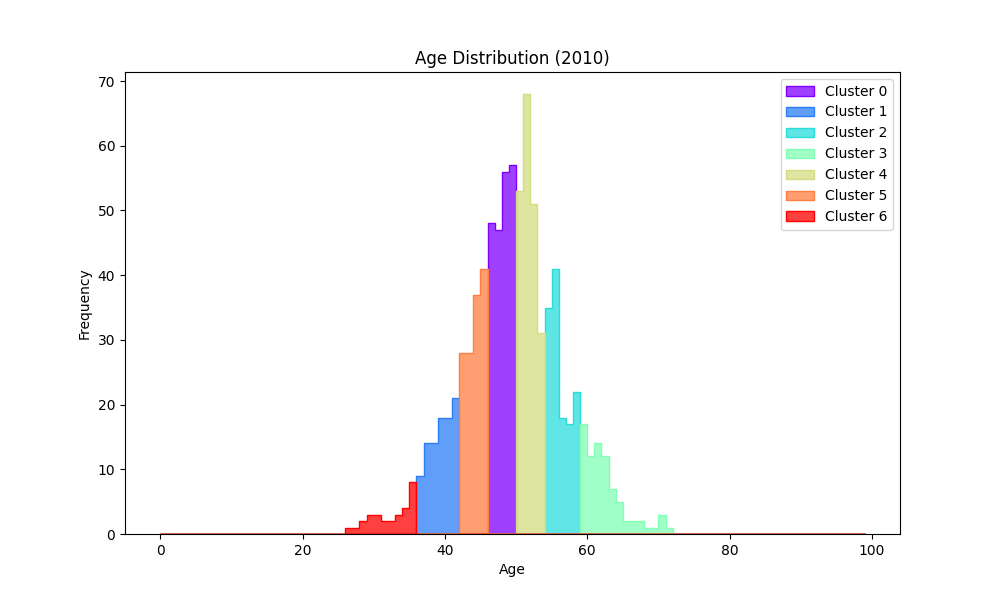 Age Distribution (2010)
70
60
50
40
30
20
10
0
Frequency
0 20 40 60 80 100
Age
Cluster 0
Cluster 1
Cluster 2
Cluster 3
Cluster 4
Cluster 5
Cluster 6